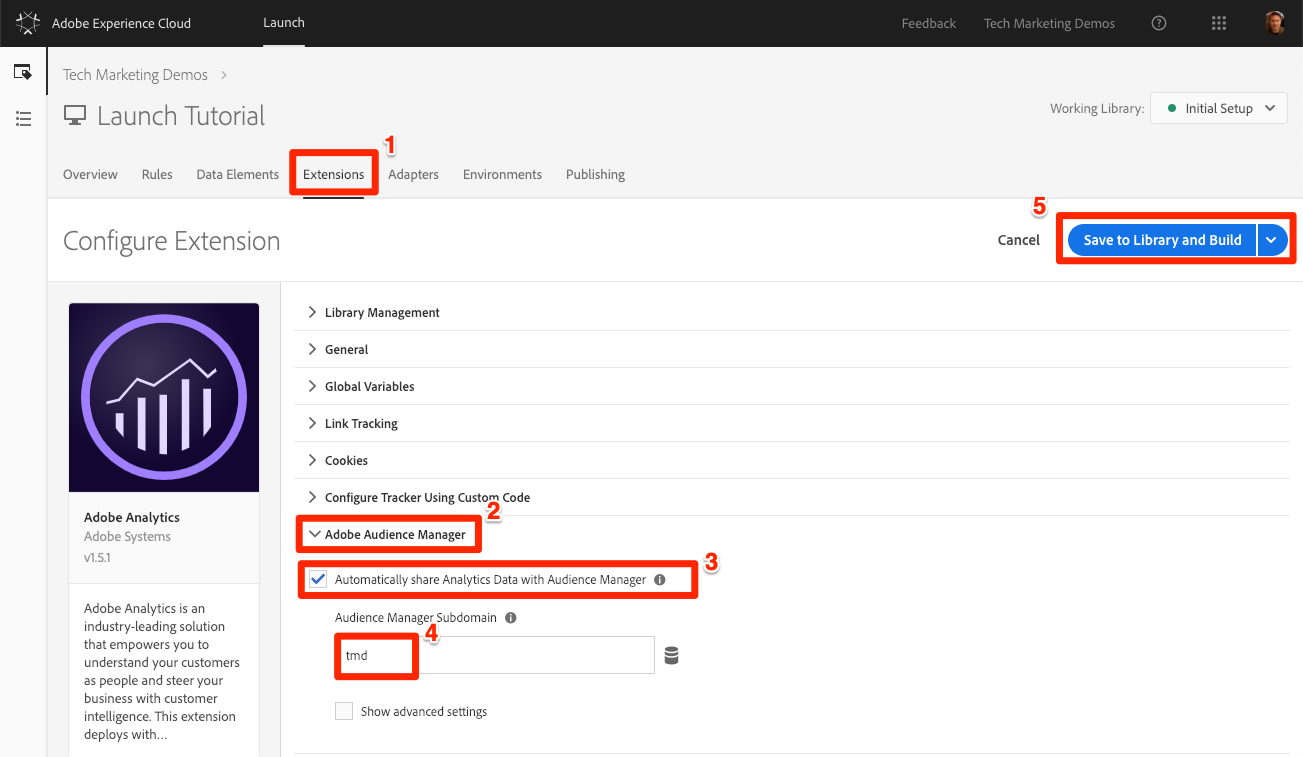 Adobe Experience Cloud
Launch
Feedback
Tech Marketing Demos
Tech Marketing Demos
Launch Tutorial
Working Library:
Initial Setup
1
Overview
Rules
Data Elements
Extensions
Adapters
Environments
Publishing
5
Configure Extension
Cancel
Save to Library and Build
Adobe Analytics
Adobe Systems
v1.5.1
Adobe Analytics is an
industry-leading solution
that empowers you to
understand your customers
as people and steer your
business with customer
intelligence. This extension
deploys with…
Library Management
General
Global Variables
Link Tracking
Cookies
Configure Tracker Using Custom Code
2
Adobe Audience Manager
3
Automatically share Analytics Data with Audience Manager
Audience Manager Subdomain
4
tmd
Show advanced settings